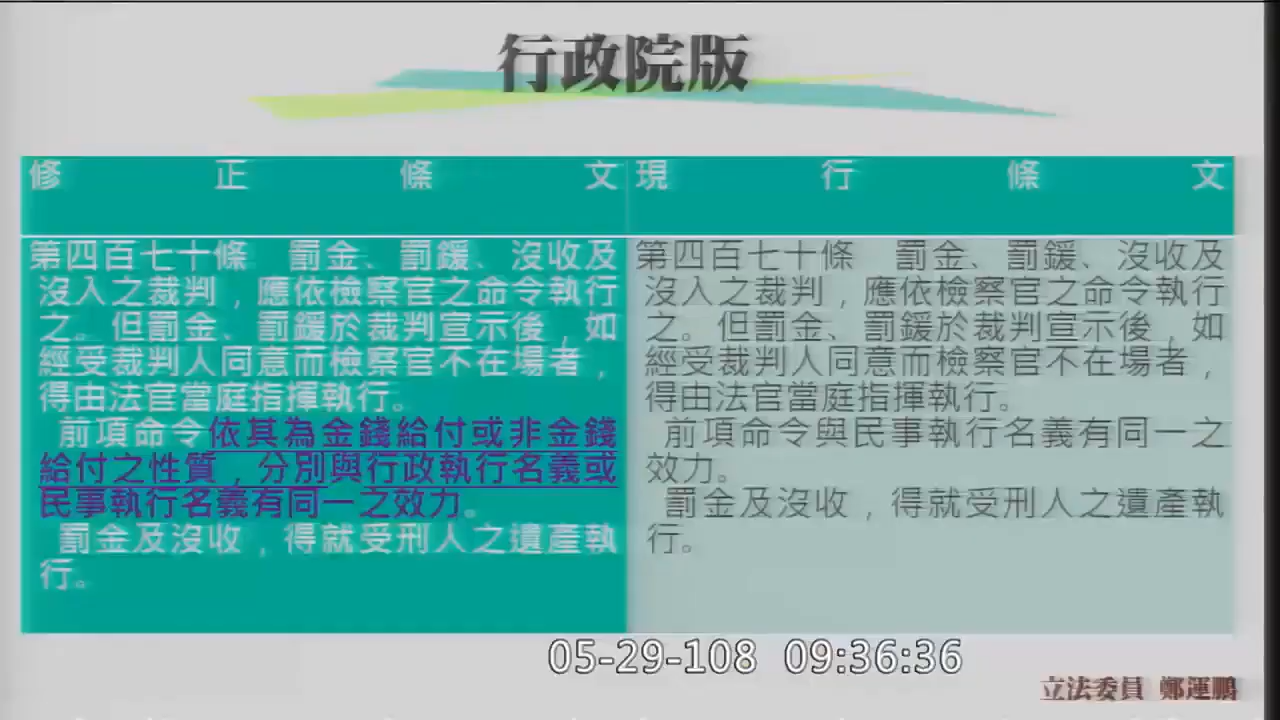 行政院版
修正條文
現行條文
第四百七十條 罰金、罰鍰、沒收及
沒入之裁判，應依檢察官之命令執行
之。但罰金、罰鍰於裁判宣示後，如
經受裁判人同意而檢察官不在場者，
得由法官當庭指揮執行。
前項命令依其為金錢給付或非金錢
給付之性質，分別與行政執行名義或
民事執行名義有同一之效力。
罰金及沒收，得就受刑人之遺產執
行。
第四百七十條 罰金、罰鍰、沒收及
沒入之裁判，應依檢察官之命令執行
之。但罰金、罰鍰於裁判宣示後，如
經受裁判人同意而檢察官不在場者，
得由法官當庭指揮執行。
前項命令與民事執行名義有同一之
效力。
罰金及沒收，得就受刑人之遺產執
行。
05-29-108 09:36:36
立法委員 鄭運鵬